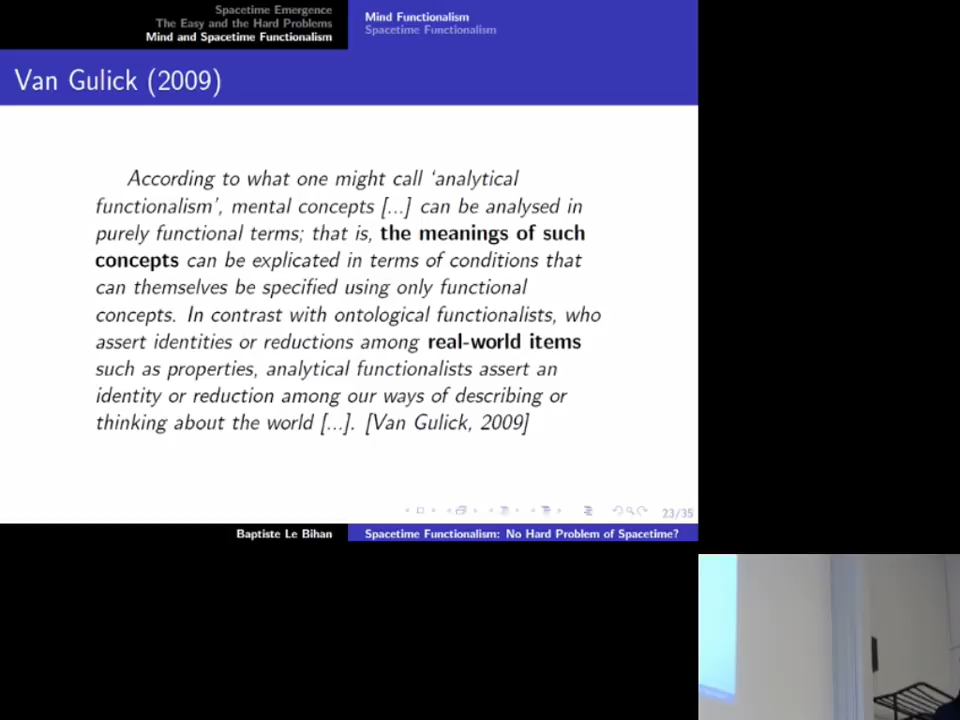 Spacetime Emergence
The Easy and the Hard Problems
Mind and Spacetime Functionalism
Mind Functionalism
Spacetime Functionalism
Van Gulick (2009)
According to what one might call ‘analytical
functionalism’, mental concepts [...] can be analysed in
purely functional terms; that is, the meanings of such
concepts can be explicated in terms of conditions that
can themselves be specified using only functional
concepts. In contrast with ontological functionalists, who
assert identities or reductions among real-world items
such as properties, analytical functionalists assert an
identity or reduction among our ways of describing or
thinking about the world [...]. [Van Gulick, 2009]
23/35
Baptiste Le Bihan
Spacetime Functionalism: No Hard Problem of Spacetime?